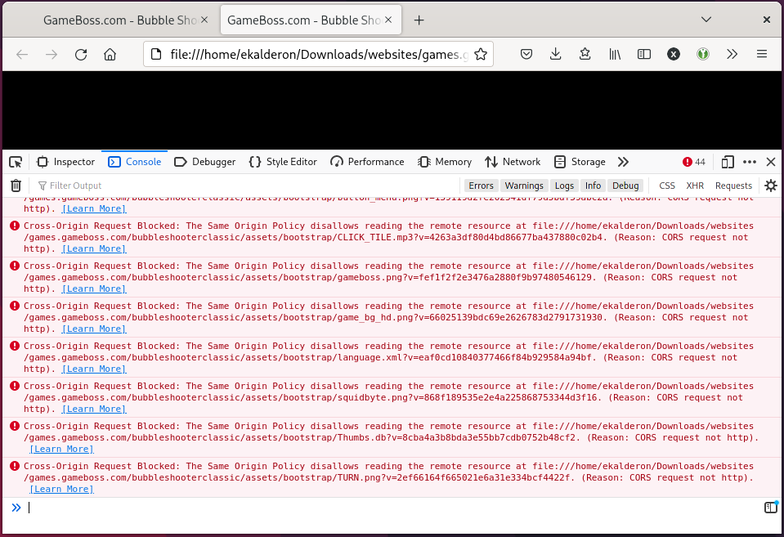 GameBoss.com - Bubble Sho
GameBoss.com - Bubble Sho
file:///home/ekalderon/Downloads/websites/games.g
Inspector Console Debugger Style Editor Performance Memory Network Storage 44
Filter Output Errors Warnings Logs Info Debug CSS XHR Requests
http). [Learn More]
Cross-Origin Request Blocked: The Same Origin Policy disallows reading the remote resource at file:///home/ekalderon/Downloads/websites
/games.gameboss.com/bubbleshooterclassic/assets/bootstrap/CLICK_TILE.mp3?v=4263a3df80d4bd86677ba437880c02b4. (Reason: CORS request not
http). [Learn More]
Cross-Origin Request Blocked: The Same Origin Policy disallows reading the remote resource at file:///home/ekalderon/Downloads/websites
/games.gameboss.com/bubbleshooterclassic/assets/bootstrap/gameboss.png?v=fef1f2f2e3476a2880f9b97480546129. (Reason: CORS request not
http). [Learn More]
Cross-Origin Request Blocked: The Same Origin Policy disallows reading the remote resource at file:///home/ekalderon/Downloads/websites
/games.gameboss.com/bubbleshooterclassic/assets/bootstrap/game_bg_hd.png?v=66025139bdc69e2626783d2791731930. (Reason: CORS request not
http). [Learn More]
Cross-Origin Request Blocked: The Same Origin Policy disallows reading the remote resource at file:///home/ekalderon/Downloads/websites
/games.gameboss.com/bubbleshooterclassic/assets/bootstrap/language.xml?v=eaf0cd10840377466f84b929584a94bf. (Reason: CORS request not
http). [Learn More]
Cross-Origin Request Blocked: The Same Origin Policy disallows reading the remote resource at file:///home/ekalderon/Downloads/websites
/games.gameboss.com/bubbleshooterclassic/assets/bootstrap/squidbyte.png?v=868f189535e2e4a225868753344d3f16. (Reason: CORS request not
http). [Learn More]
Cross-Origin Request Blocked: The Same Origin Policy disallows reading the remote resource at file:///home/ekalderon/Downloads/websites
/games.gameboss.com/bubbleshooterclassic/assets/bootstrap/Thumbs.db?v=8cba4a3b8bda3e55bb7cdb0752b48cf2. (Reason: CORS request not http).
[Learn More]
Cross-Origin Request Blocked: The Same Origin Policy disallows reading the remote resource at file:///home/ekalderon/Downloads/websites
/games.gameboss.com/bubbleshooterclassic/assets/bootstrap/TURN.png?v=2ef66164f665021e6a31e334bcf4422f. (Reason: CORS request not http).
[Learn More]